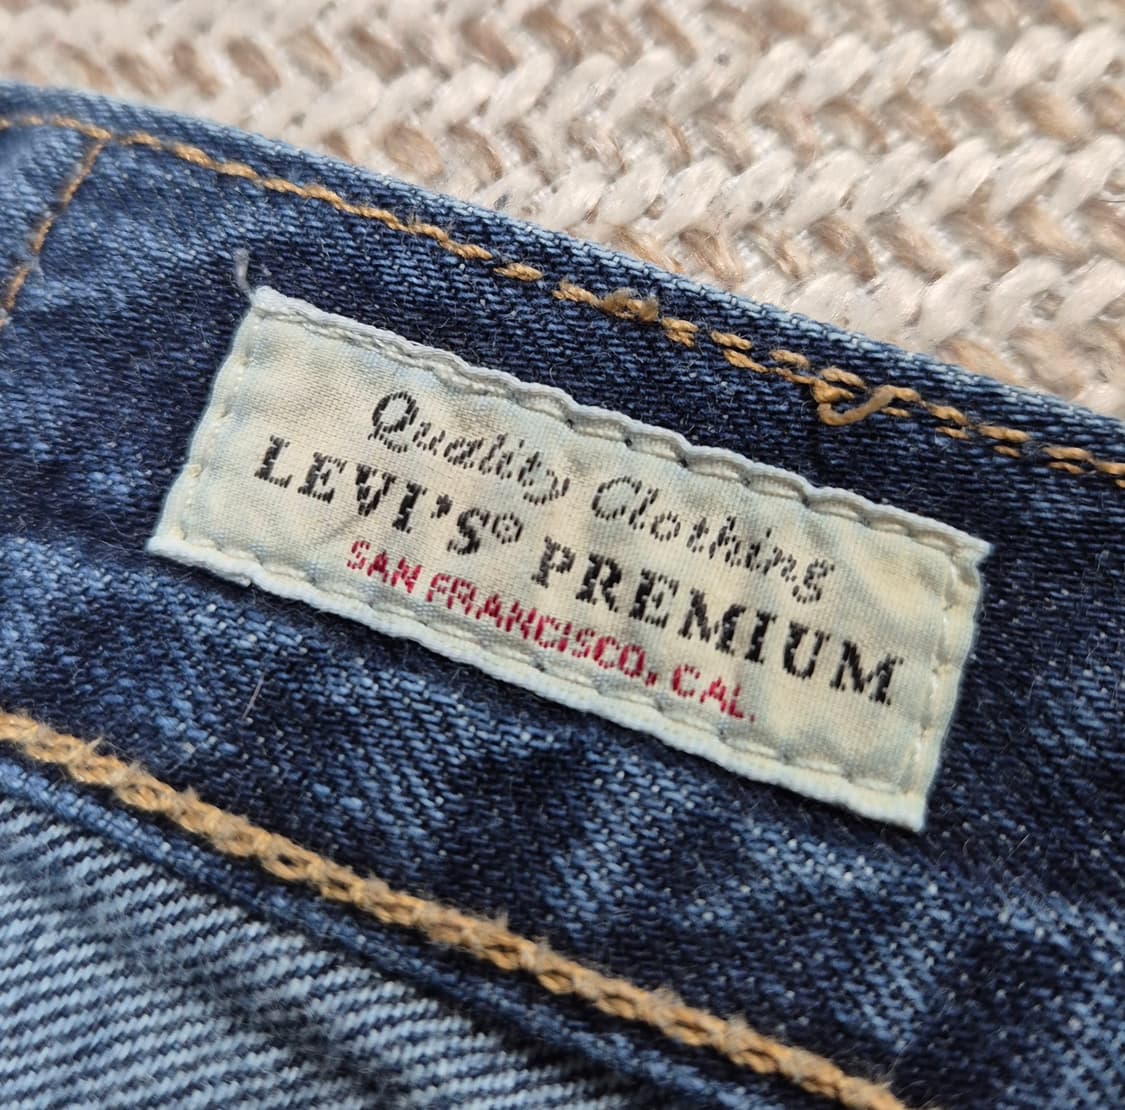 Quality Clothing
LEVI'S® PREMIUM
SAN FRANCISCO, CAL.